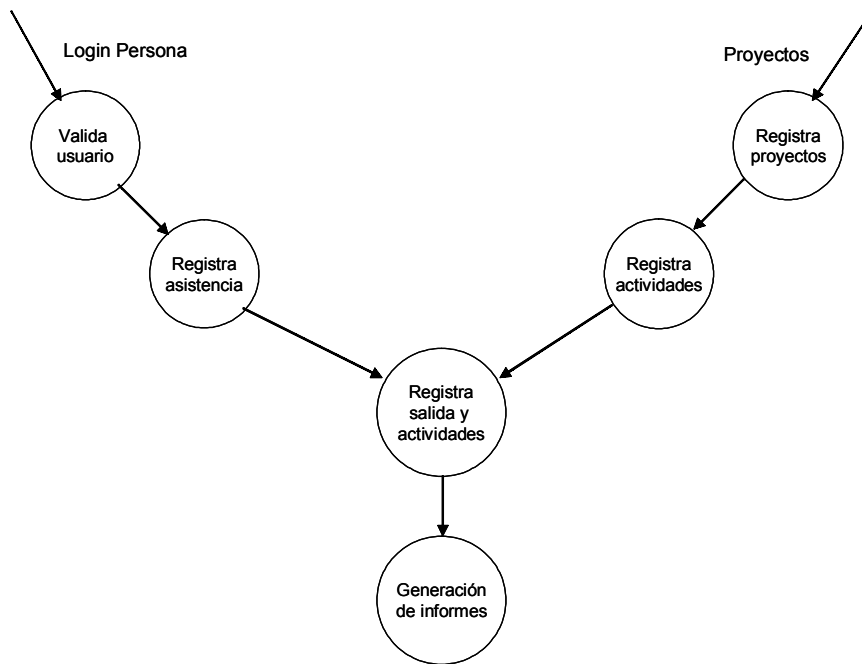 Login Persona
Proyectos
Valida
usuario
Registra
proyectos
Registra
asistencia
Registra
actividades
Registra
salida y
actividades
Generación
de informes